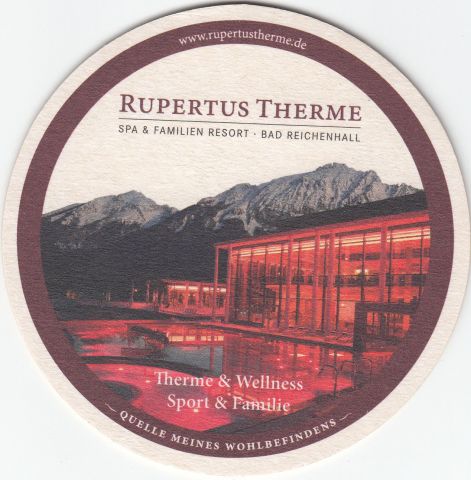 www.rupertustherme.de
RUPERTUS THERME
SPA & FAMILIEN RESORT · BAD REICHENHALL
Therme & Wellness
Sport & Familie
— QUELLE MEINES WOHLBEFINDENS —